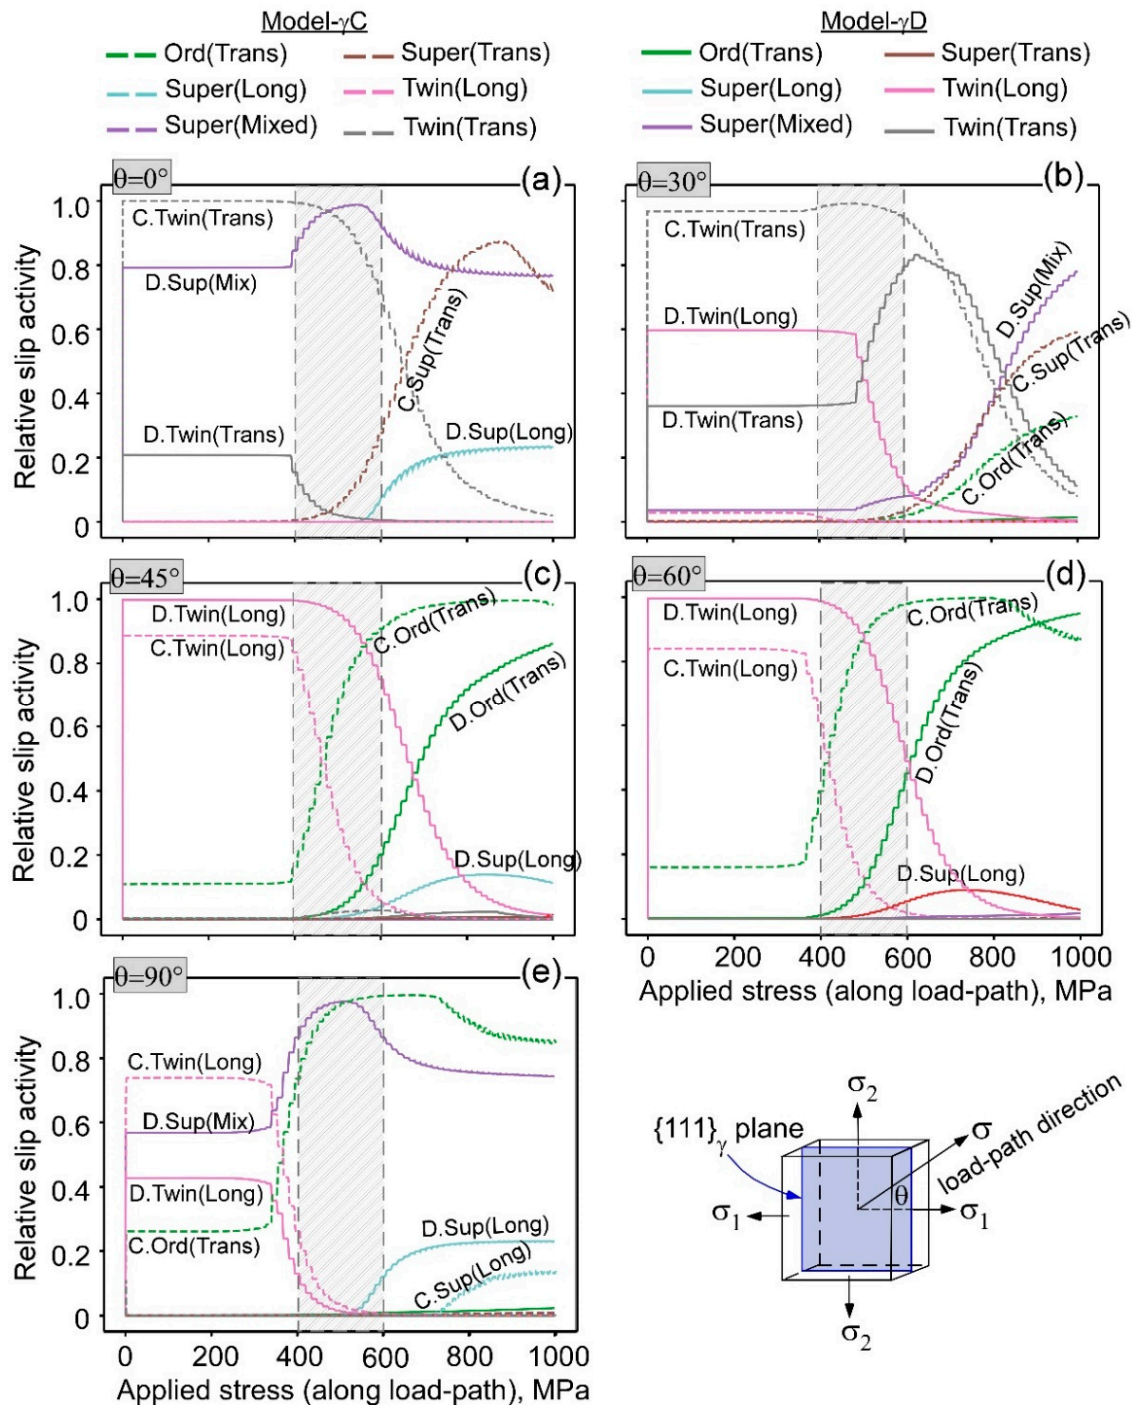 Model-γC
Ord(Trans) Super(Trans)
Super(Long) Twin(Long)
Super(Mixed) Twin(Trans)
Model-γD
Ord(Trans) Super(Trans)
Super(Long) Twin(Long)
Super(Mixed) Twin(Trans)
θ=0°
(a)
Relative slip activity
1.0
0.8
0.6
0.4
0.2
0
C.Twin(Trans)
D.Sup(Mix)
D.Twin(Trans)
C.Sup(Trans)
D.Sup(Long)
θ=30°
(b)
C.Twin(Trans)
D.Twin(Long)
D.Twin(Trans)
D.Sup(Mix)
C.Sup(Trans)
C.Ord(Trans)
θ=45°
(c)
Relative slip activity
1.0
0.8
0.6
0.4
0.2
0
D.Twin(Long)
C.Twin(Long)
C.Ord(Trans)
D.Ord(Trans)
D.Sup(Long)
θ=60°
(d)
D.Twin(Long)
C.Twin(Long)
C.Ord(Trans)
D.Ord(Trans)
D.Sup(Long)
0 200 400 600 800 1000
Applied stress (along load-path), MPa
θ=90°
(e)
Relative slip activity
1.0
0.8
0.6
0.4
0.2
0
C.Twin(Long)
D.Sup(Mix)
D.Twin(Long)
C.Ord(Trans)
D.Sup(Long)
C.Sup(Long)
0 200 400 600 800 1000
Applied stress (along load-path), MPa
{111}γ plane
σ2
σ
load-path direction
θ
σ1
σ1
σ2